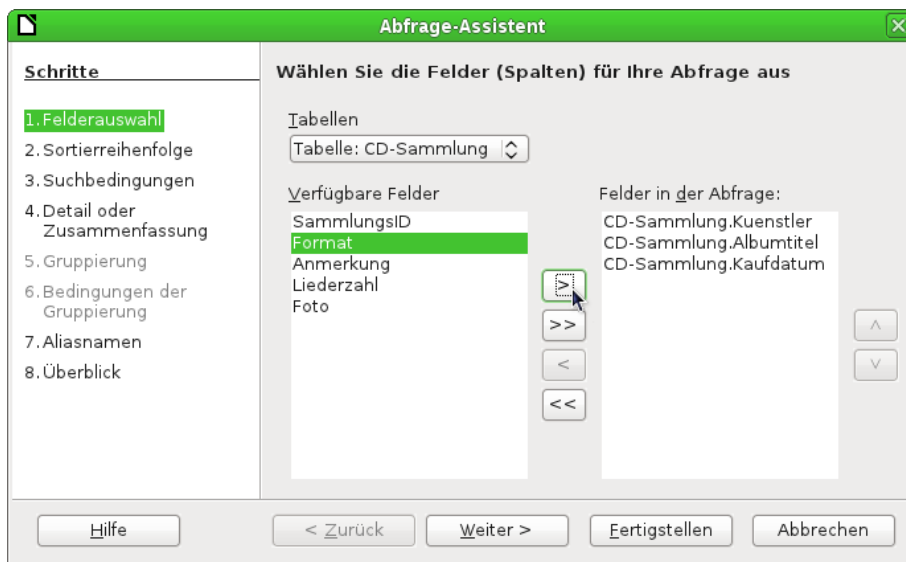 Abfrage-Assistent
Schritte
1.Felderauswahl
2.Sortierreihenfolge
3.Suchbedingungen
4.Detail oder
Zusammenfassung
5.Gruppierung
6.Bedingungen der
Gruppierung
7.Aliasnamen
8.Überblick
Wählen Sie die Felder (Spalten) für Ihre Abfrage aus
Tabellen
Tabelle: CD-Sammlung
Verfügbare Felder
SammlungsID
Format
Anmerkung
Liederzahl
Foto
>
>>
<
<<
Felder in der Abfrage:
CD-Sammlung.Kuenstler
CD-Sammlung.Albumtitel
CD-Sammlung.Kaufdatum
Hilfe
< Zurück
Weiter >
Fertigstellen
Abbrechen